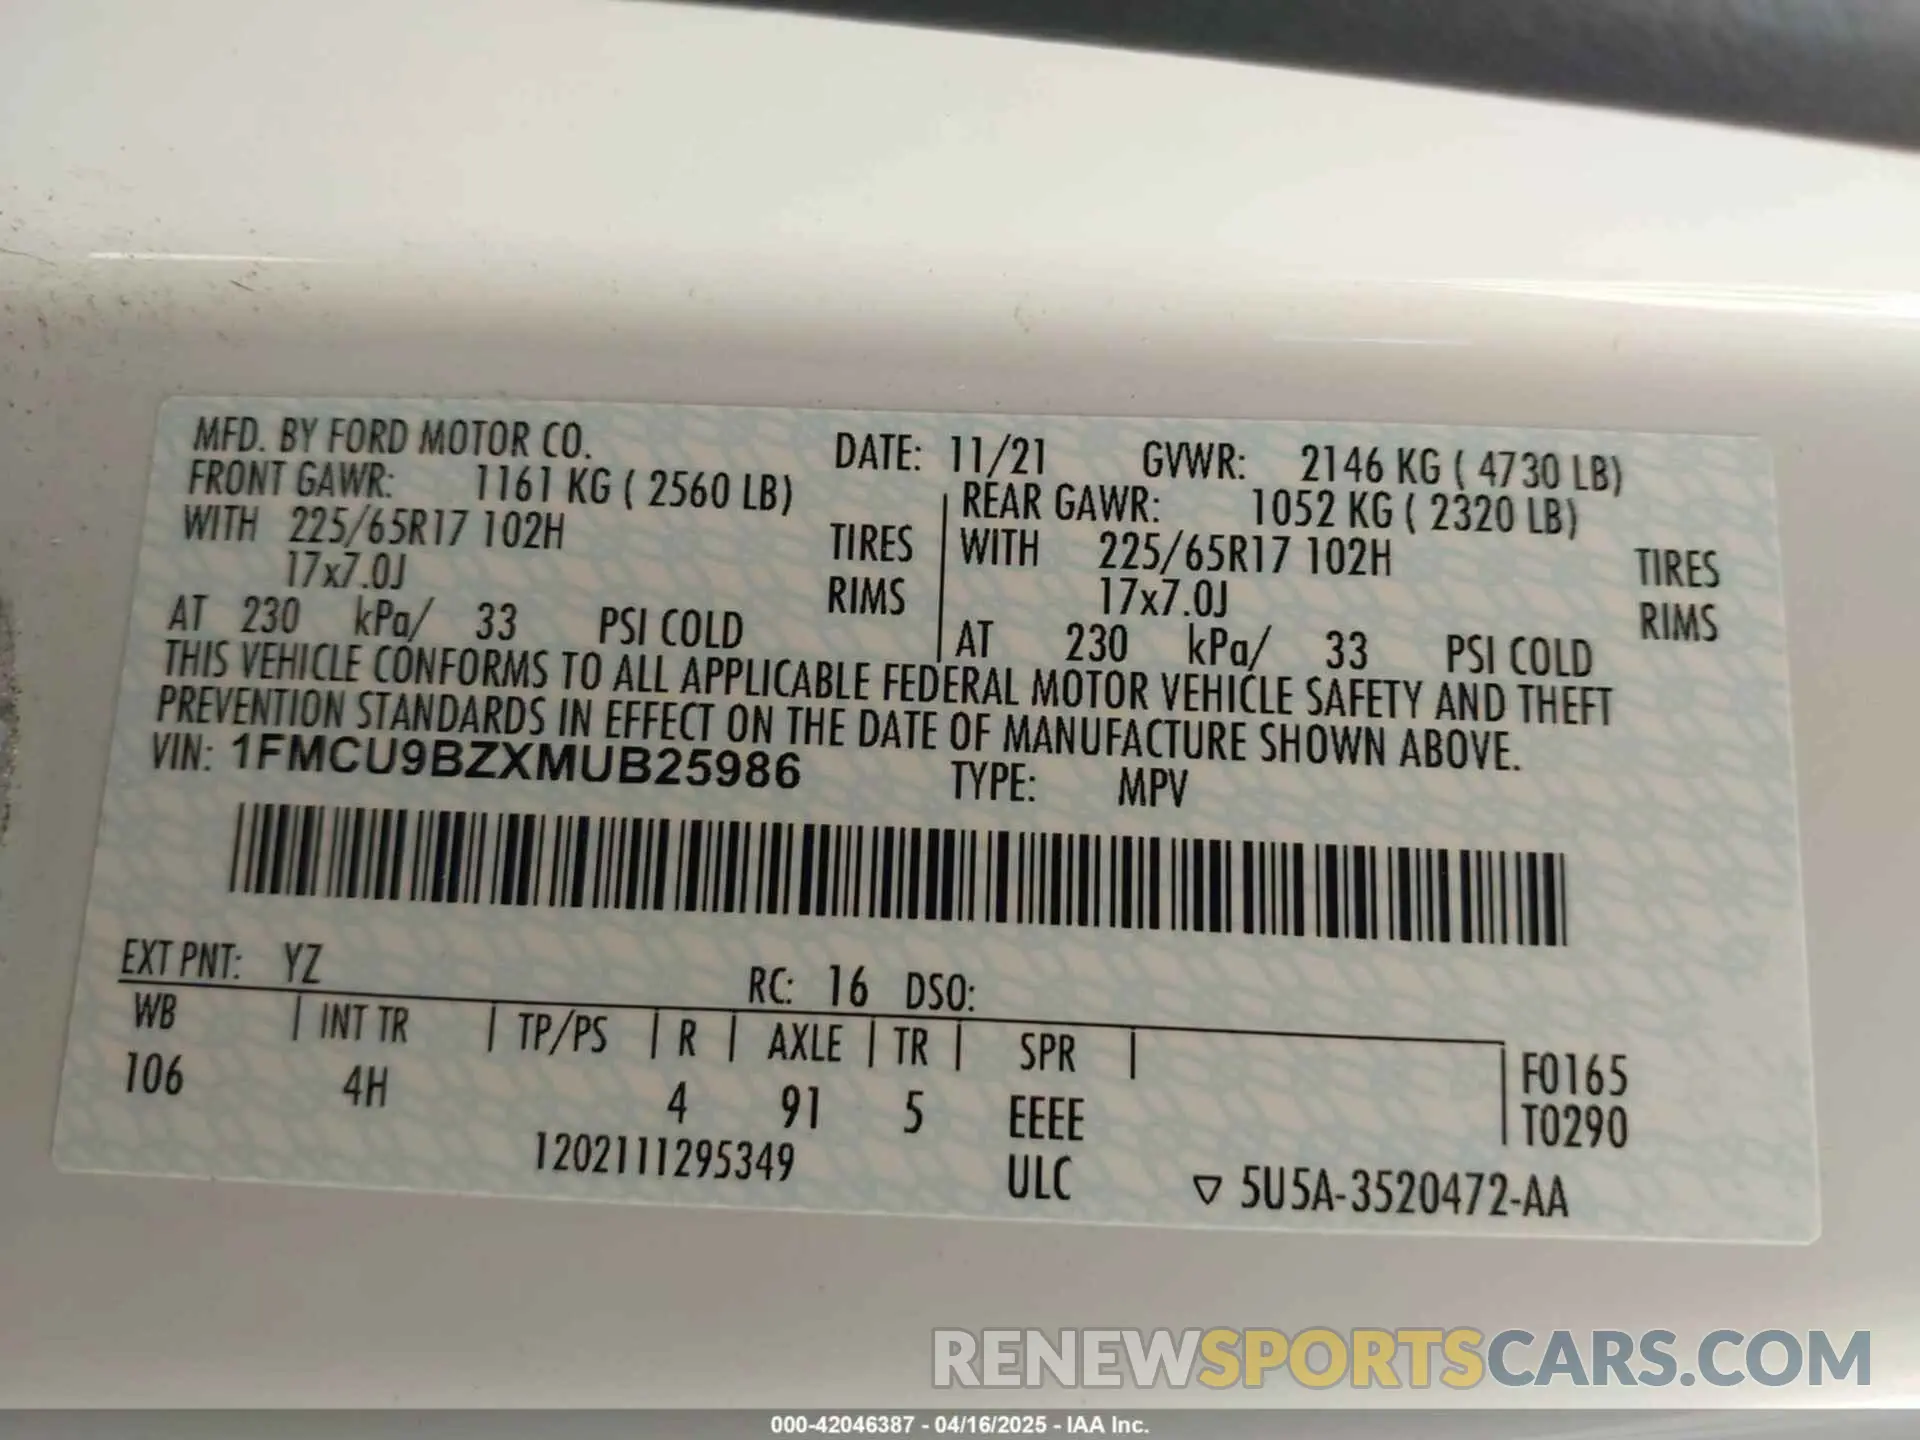 MFD. BY FORD MOTOR CO. DATE: 11/21 GVWR: 2146 KG ( 4730 LB)
FRONT GAWR: 1161 KG ( 2560 LB) REAR GAWR: 1052 KG ( 2320 LB)
WITH 225/65R17 102H TIRES WITH 225/65R17 102H TIRES
17x7.0J RIMS 17x7.0J RIMS
AT 230 kPa/ 33 PSI COLD AT 230 kPa/ 33 PSI COLD
THIS VEHICLE CONFORMS TO ALL APPLICABLE FEDERAL MOTOR VEHICLE SAFETY AND THEFT
PREVENTION STANDARDS IN EFFECT ON THE DATE OF MANUFACTURE SHOWN ABOVE.
VIN: 1FMCU9BZXMUB25986 TYPE: MPV
EXT PNT: YZ RC: 16 DSO:
WB INT TR TP/PS R AXLE TR SPR F0165
106 4H 4 91 5 EEEE T0290
1202111295349 ULC ▽ 5U5A-3520472-AA
RENEWSPORTSCARS.COM
000-42046387 - 04/16/2025 - IAA Inc.